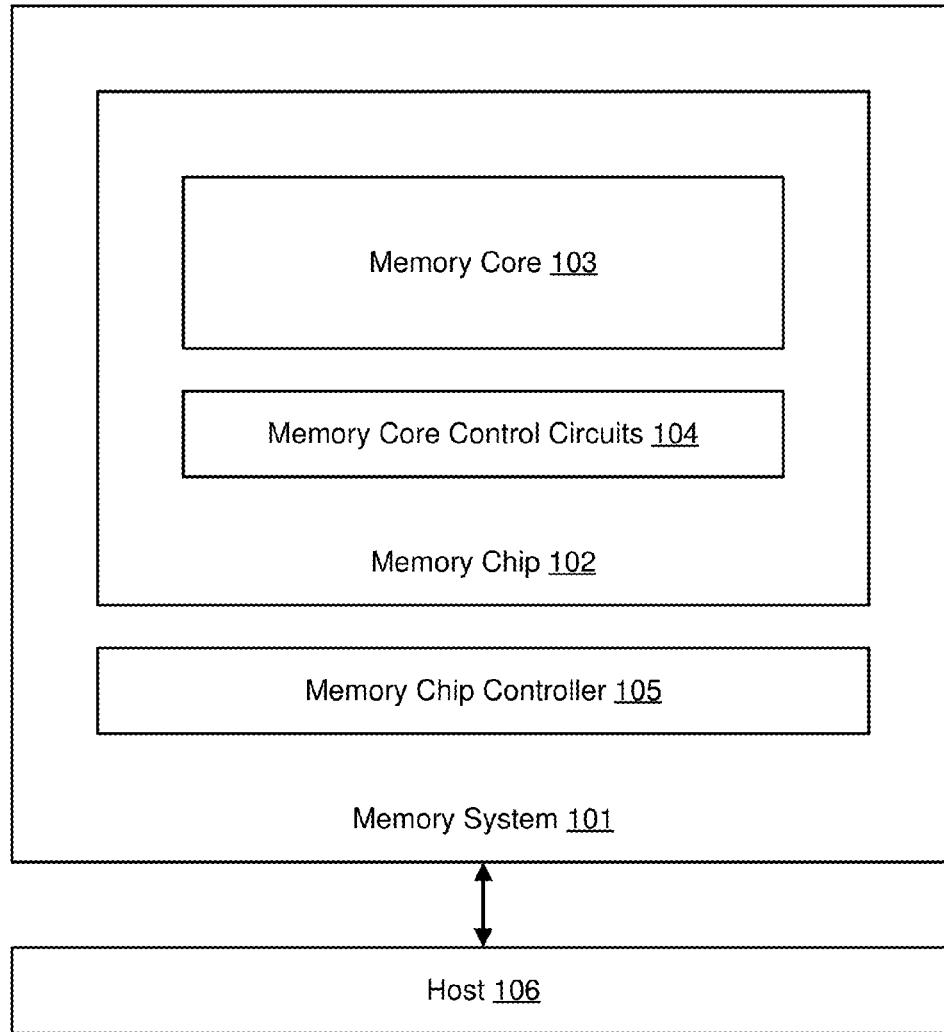 Memory Core 103
Memory Core Control Circuits 104
Memory Chip 102
Memory Chip Controller 105
Memory System 101
Host 106